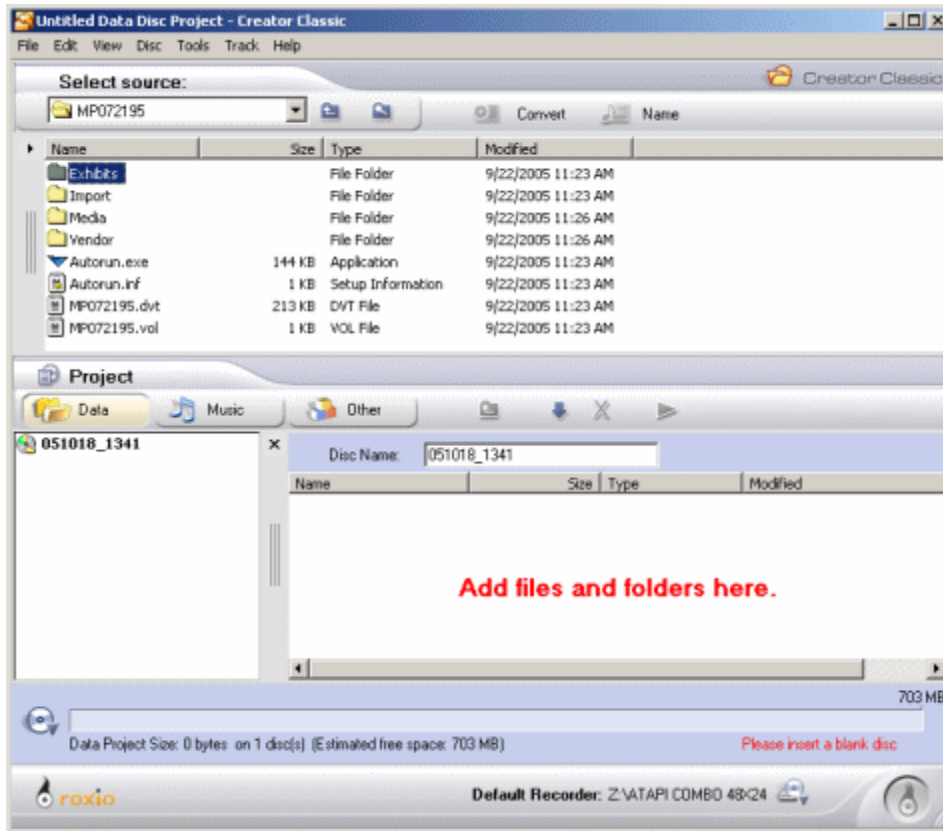 Untitled Data Disc Project - Creator Classic
File Edit View Disc Tools Track Help
Select source: Creator Classic
MP072195 Convert Name
Name Size Type Modified
Exhibits File Folder 9/22/2005 11:23 AM
Import File Folder 9/22/2005 11:23 AM
Media File Folder 9/22/2005 11:26 AM
Vendor File Folder 9/22/2005 11:26 AM
Autorun.exe 144 KB Application 9/22/2005 11:23 AM
Autorun.inf 1 KB Setup Information 9/22/2005 11:23 AM
MP072195.dvt 213 KB DVT File 9/22/2005 11:23 AM
MP072195.vol 1 KB VOL File 9/22/2005 11:23 AM
Project
Data Music Other
051018_1341 Disc Name: 051018_1341
Name Size Type Modified
Add files and folders here.
703 MB
Data Project Size: 0 bytes on 1 disc(s) (Estimated free space: 703 MB) Please insert a blank disc
roxio Default Recorder: Z:\ATAPI COMBO 48X24